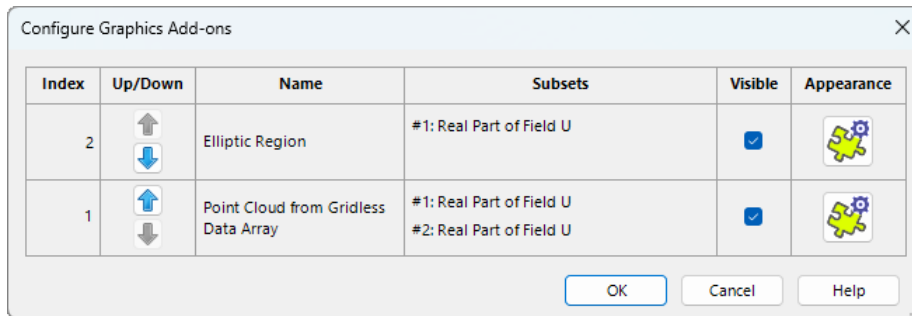 Configure Graphics Add-ons
Index Up/Down Name Subsets Visible Appearance
2 Elliptic Region #1: Real Part of Field U
1 Point Cloud from Gridless #1: Real Part of Field U
Data Array #2: Real Part of Field U
OK Cancel Help